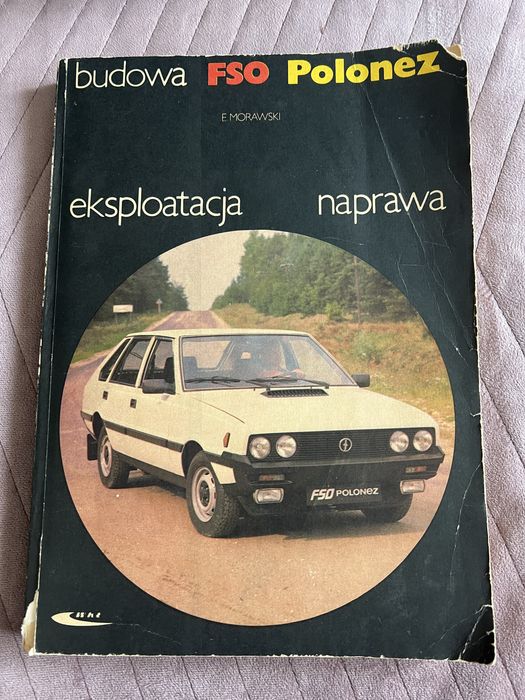 budowa FSO Polonez
E. MORAWSKI
eksploatacja naprawa
FSO POLONEZ